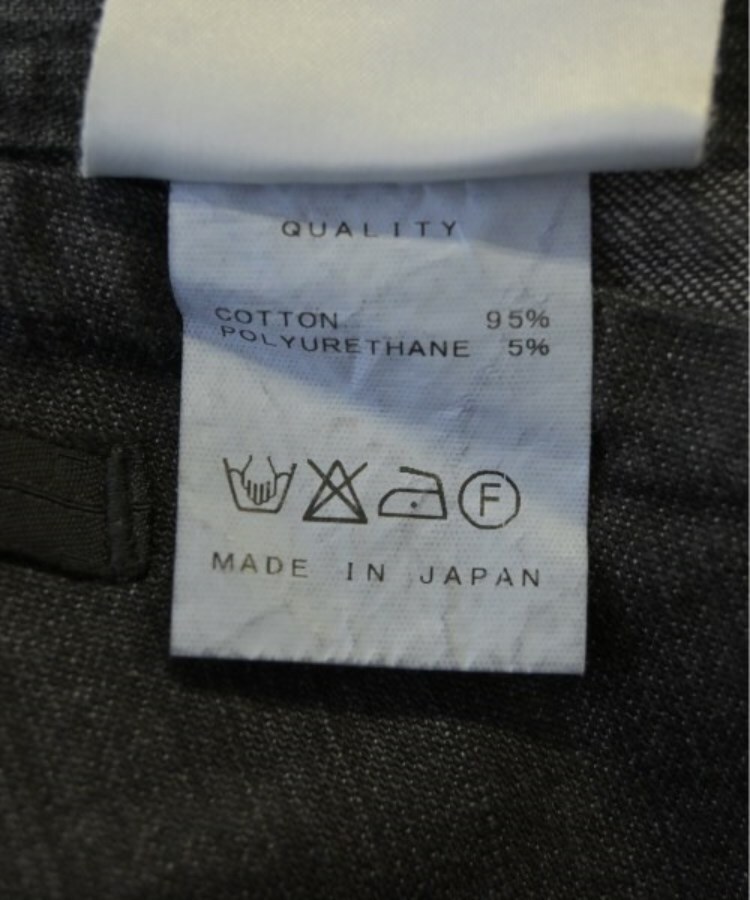 QUALITY
COTTON 95%
POLYURETHANE 5%
F
MADE IN JAPAN